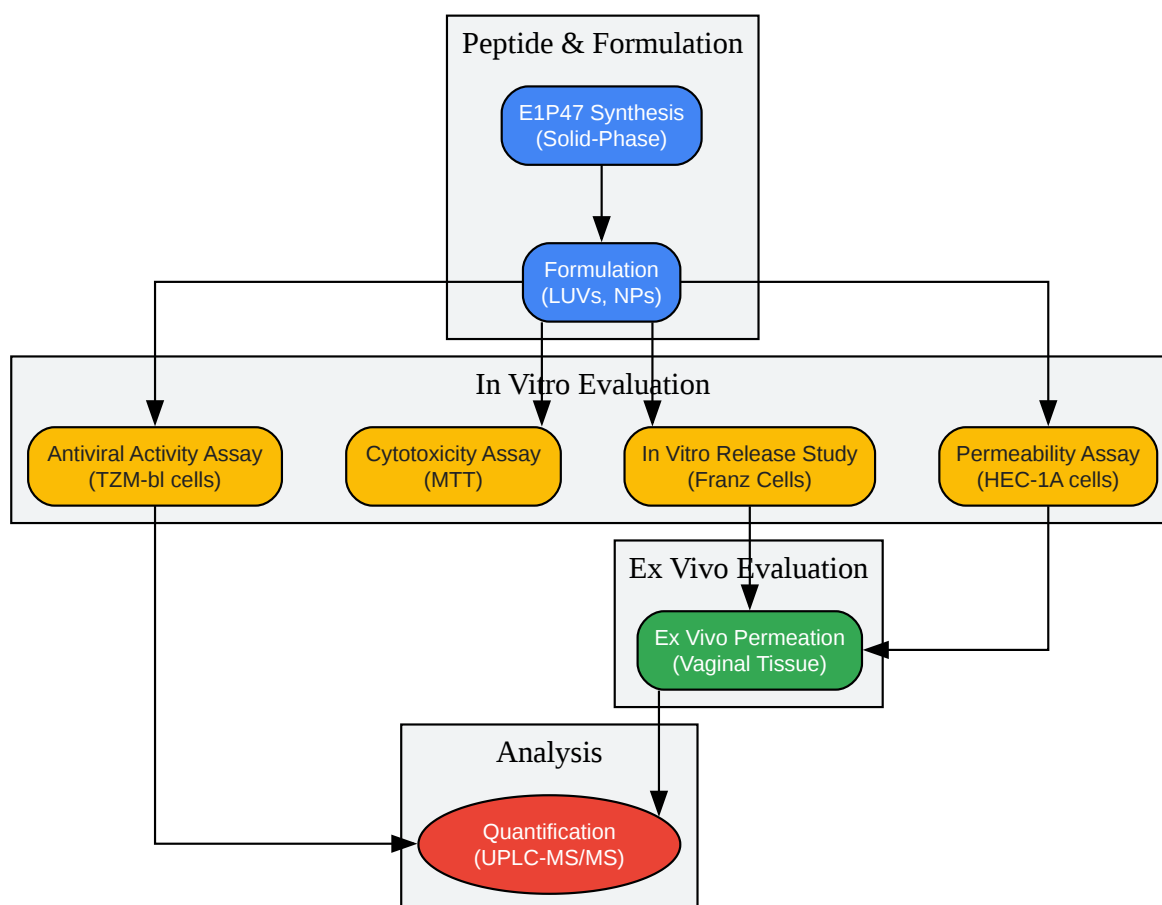 Peptide & Formulation
E1P47 Synthesis
(Solid-Phase)
Formulation
(LUVs, NPs)
In Vitro Evaluation
Antiviral Activity Assay
(TZM-bl cells)
Cytotoxicity Assay
(MTT)
In Vitro Release Study
(Franz Cells)
Permeability Assay
(HEC-1A cells)
Ex Vivo Evaluation
Ex Vivo Permeation
(Vaginal Tissue)
Analysis
Quantification
(UPLC-MS/MS)